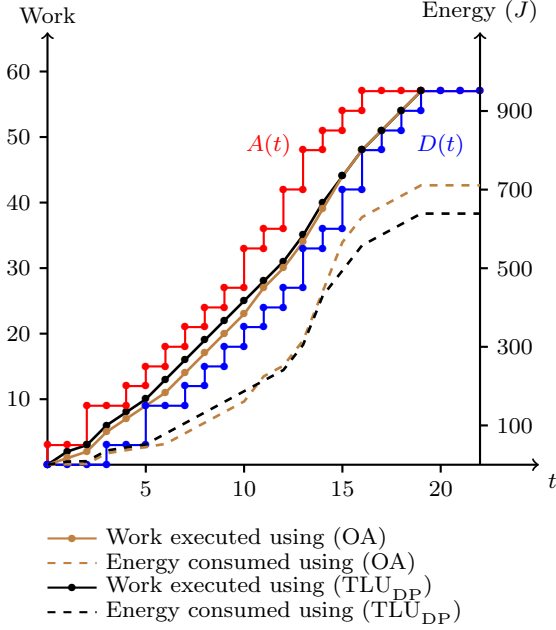 Work
Energy (J)
60
50
40
30
20
10
900
700
500
300
100
A(t)
D(t)
5
10
15
20
t
Work executed using (OA)
Energy consumed using (OA)
Work executed using (TLU_DP)
Energy consumed using (TLU_DP)